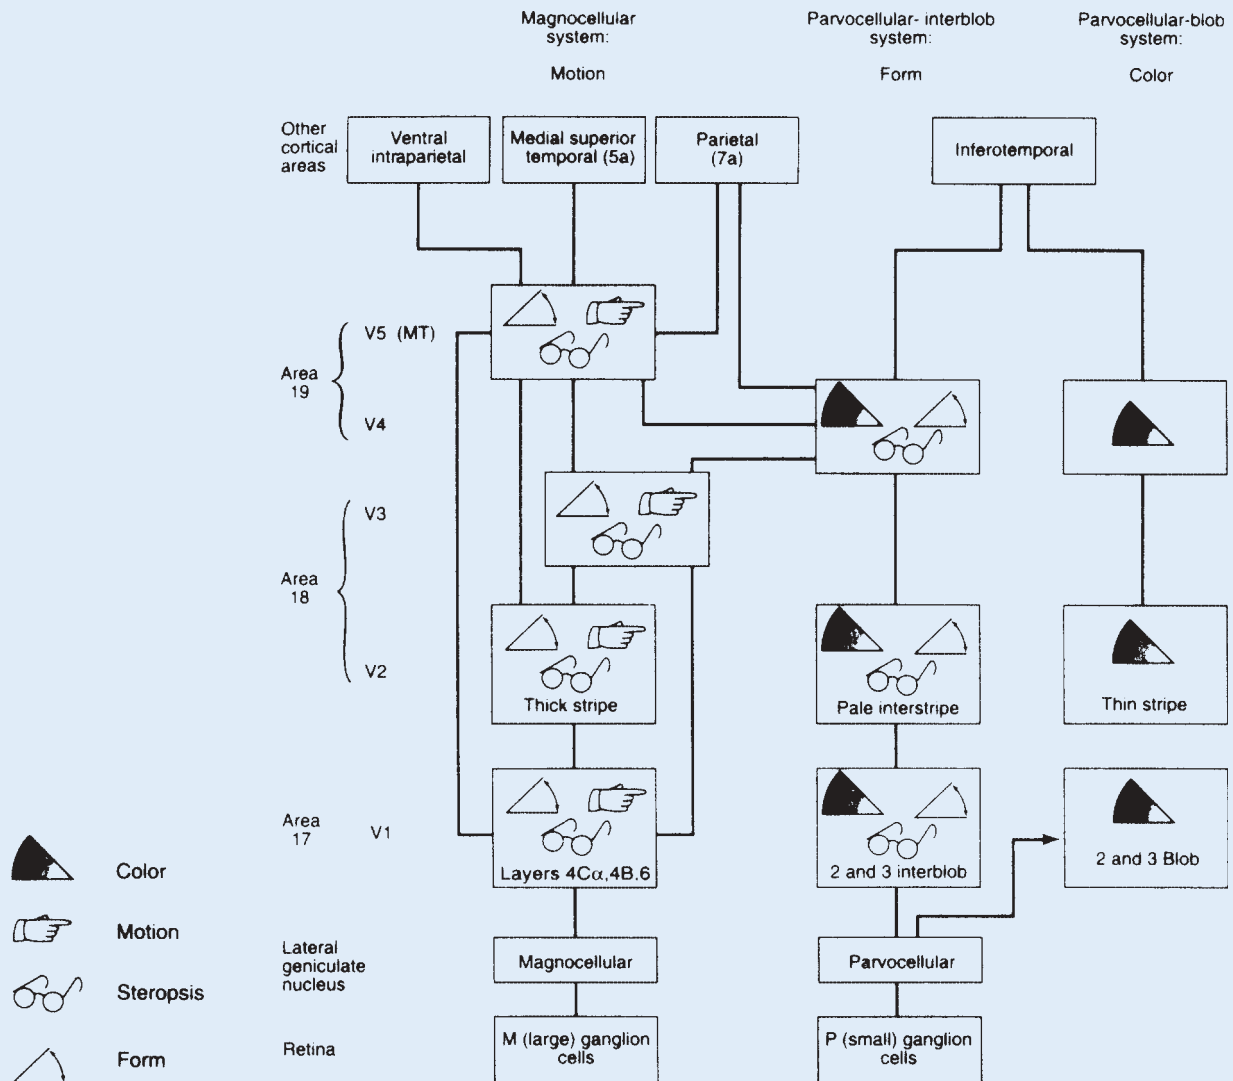 Magnocellular
system:
Motion
Parvocellular- interblob
system:
Form
Parvocellular-blob
system:
Color
Other
cortical
areas
Ventral
intraparietal
Medial superior
temporal (5a)
Parietal
(7a)
Inferotemporal
Area
19
V5 (MT)
V4
Area
18
V3
V2
Thick stripe
Pale interstripe
Thin stripe
Area
17
V1
Layers 4Cα,4B.6
2 and 3 interblob
2 and 3 Blob
Color
Motion
Steropsis
Form
Lateral
geniculate
nucleus
Magnocellular
Parvocellular
Retina
M (large) ganglion
cells
P (small) ganglion
cells